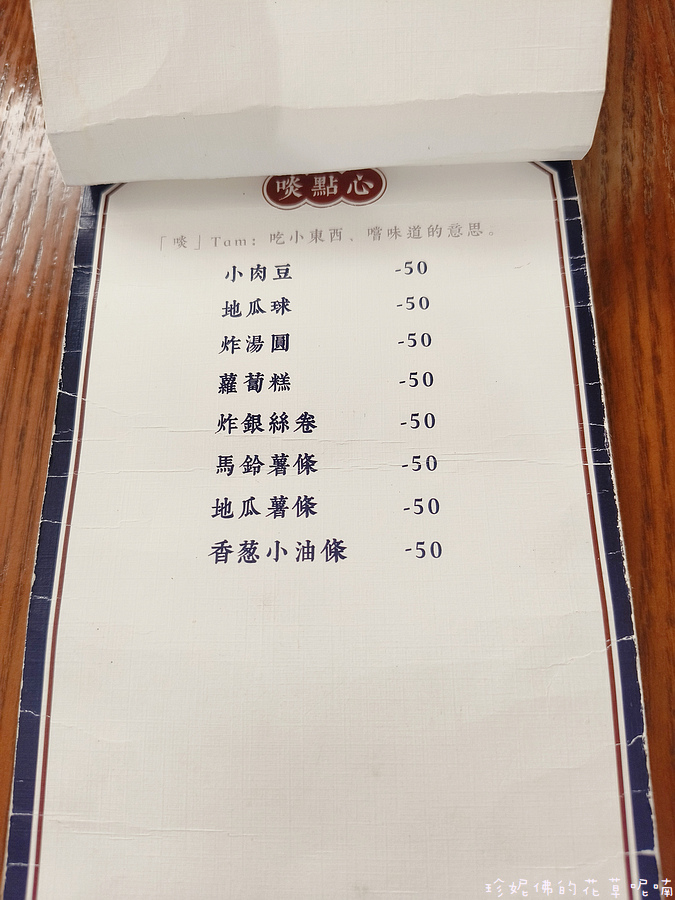 啖點心
「啖」Tam：吃小東西、嚐味道的意思。
小肉豆 -50
地瓜球 -50
炸湯圓 -50
蘿蔔糕 -50
炸銀絲卷 -50
馬鈴薯條 -50
地瓜薯條 -50
香葱小油條 -50
珍妮佛的花草呢喃